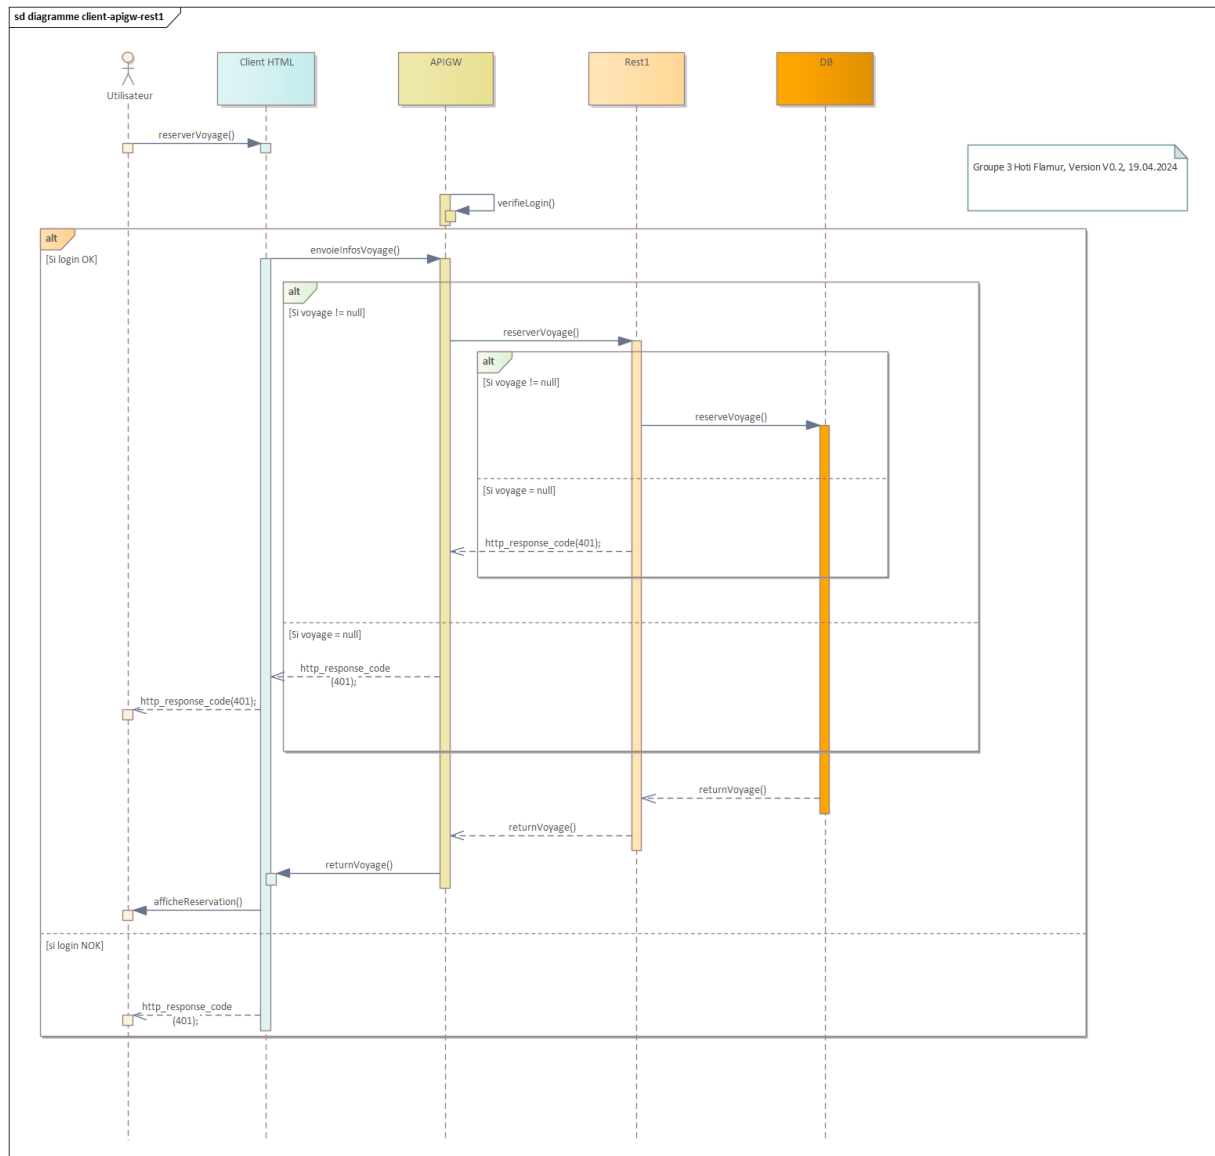 sd diagramme client-apigw-rest1
Utilisateur
Client HTML
APIGW
Rest1
DB
reserverVoyage()
Groupe 3 Hoti Flamur, Version V0.2, 19.04.2024
verifieLogin()
alt
[Si login OK]
envoieInfosVoyage()
alt
[Si voyage != null]
reserverVoyage()
alt
[Si voyage != null]
reserveVoyage()
[Si voyage = null]
http_response_code(401);
[Si voyage = null]
http_response_code
(401);
http_response_code(401);
returnVoyage()
returnVoyage()
returnVoyage()
afficheReservation()
[si login NOK]
http_response_code
(401);